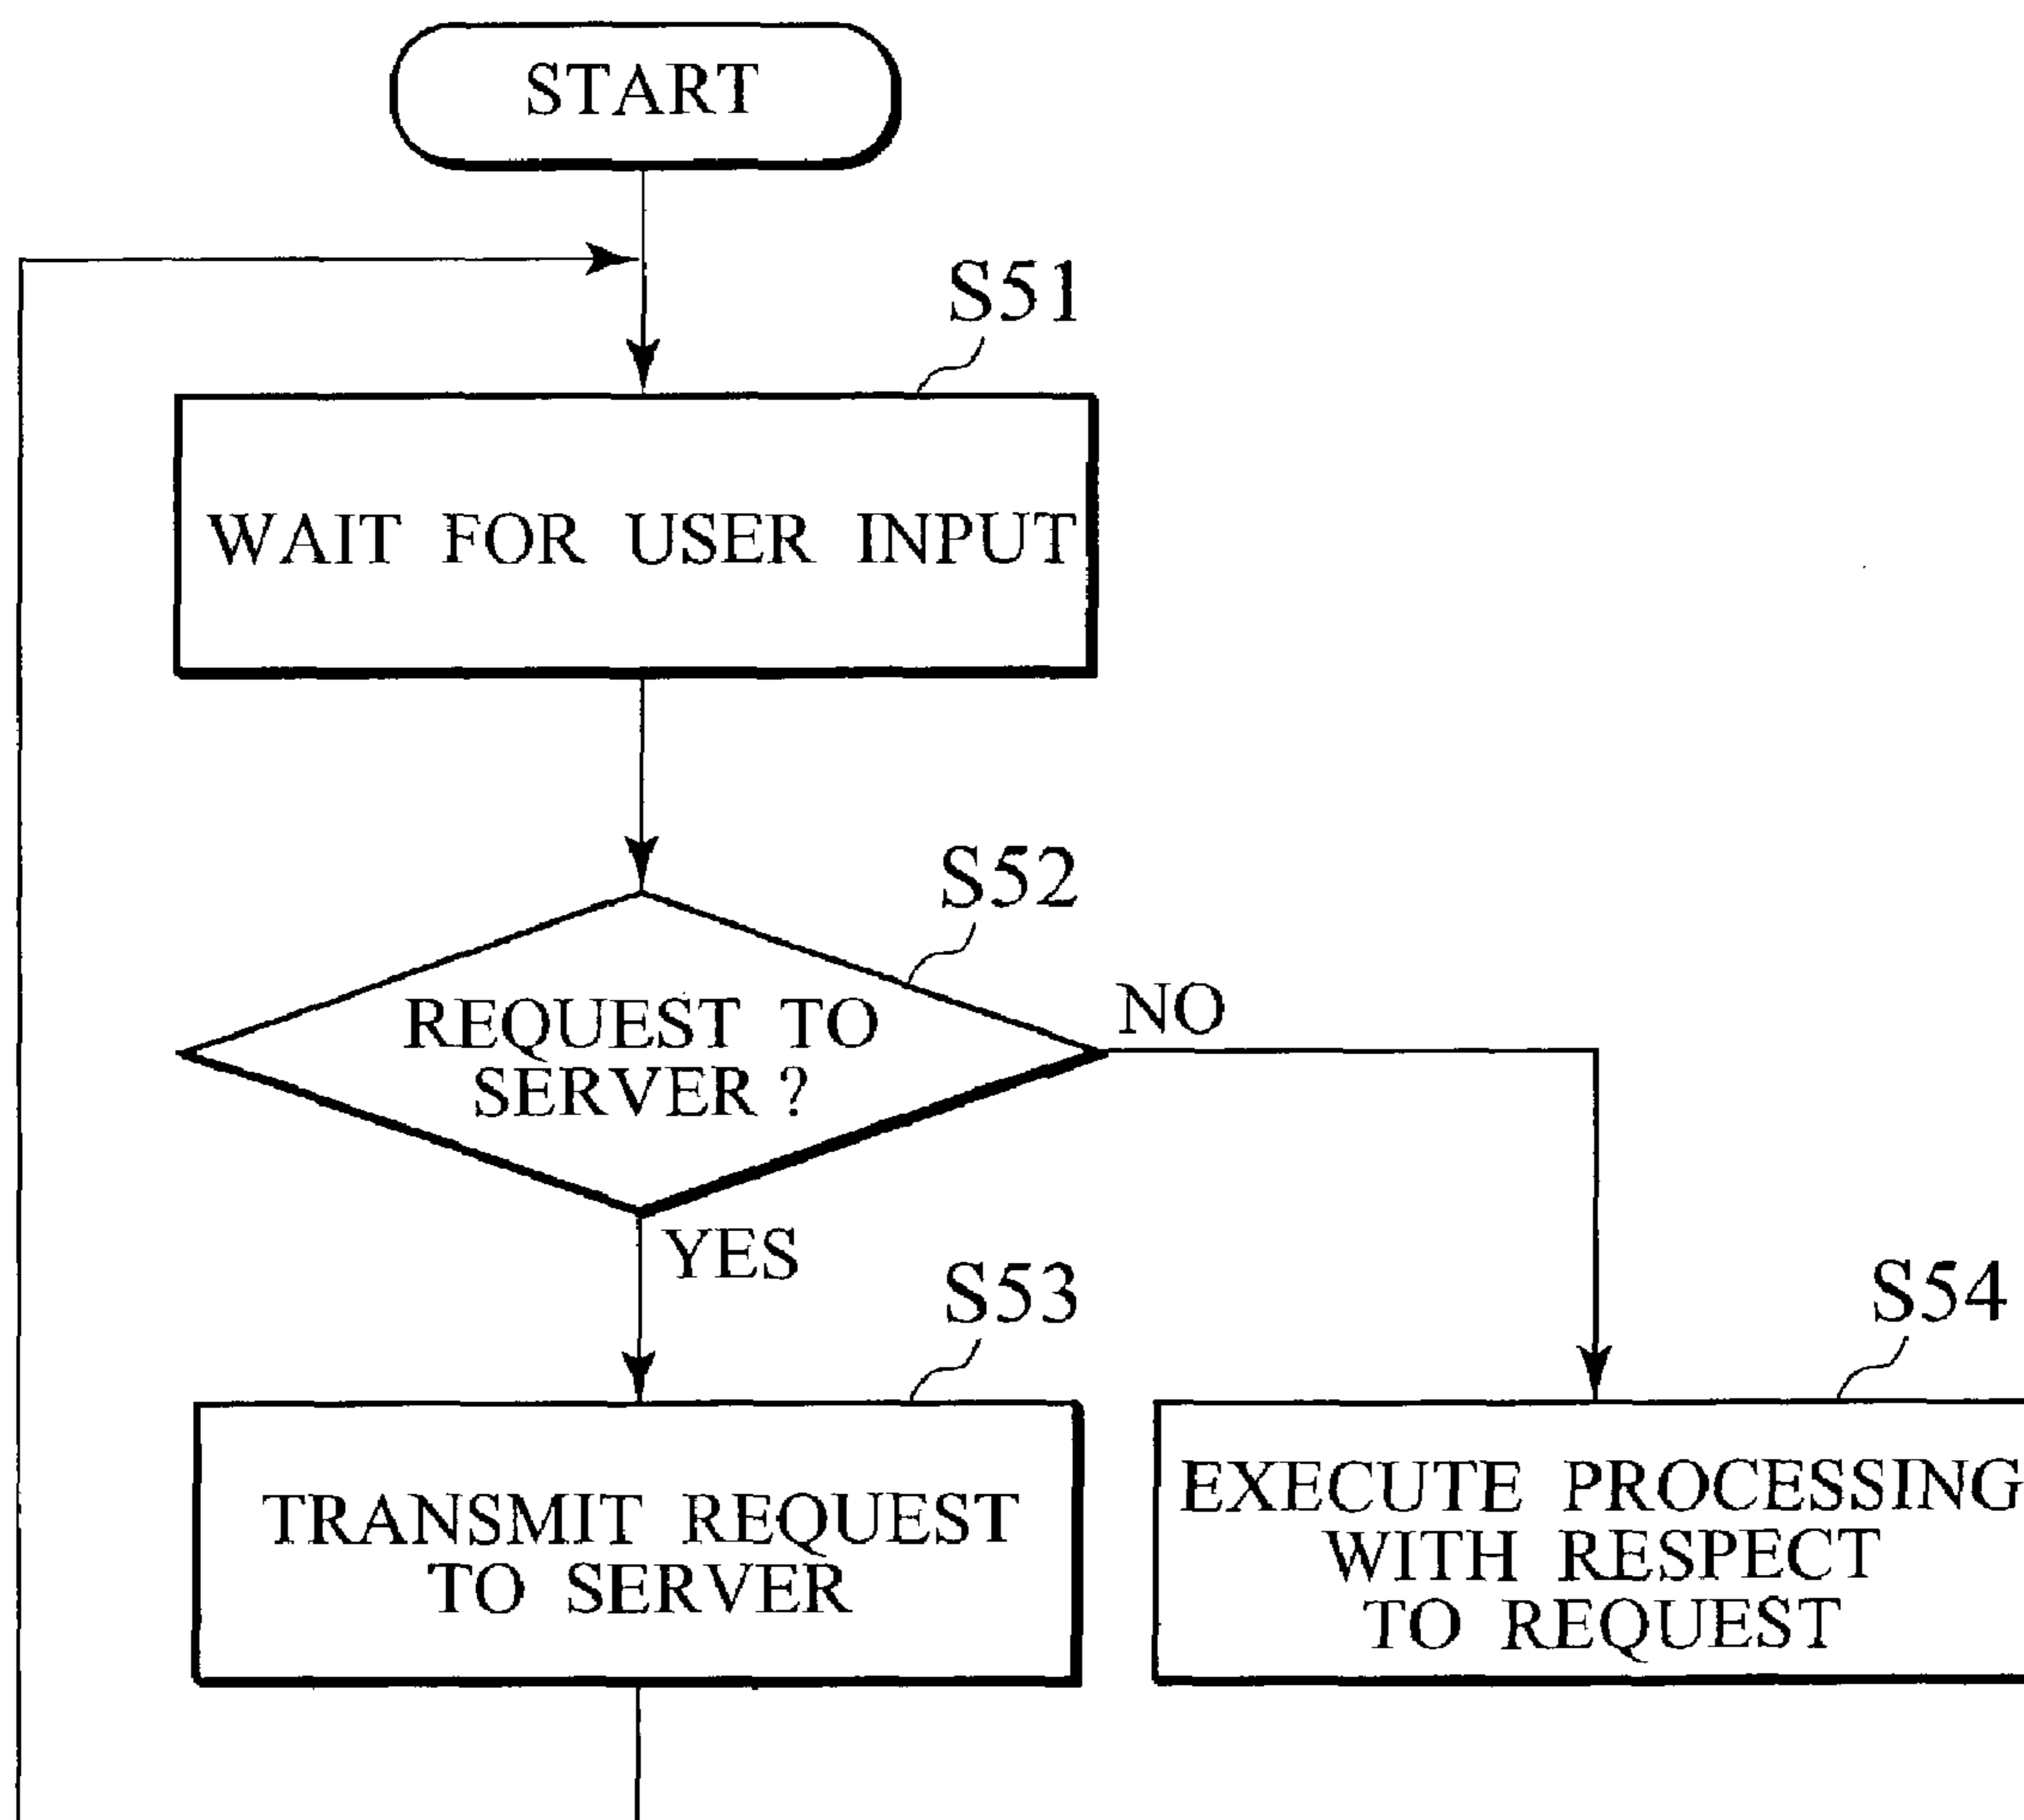 START
S51
WAIT FOR USER INPUT
S52
REQUEST TO
SERVER ?
NO
YES
S53
TRANSMIT REQUEST
TO SERVER
S54
EXECUTE PROCESSING
WITH RESPECT
TO REQUEST